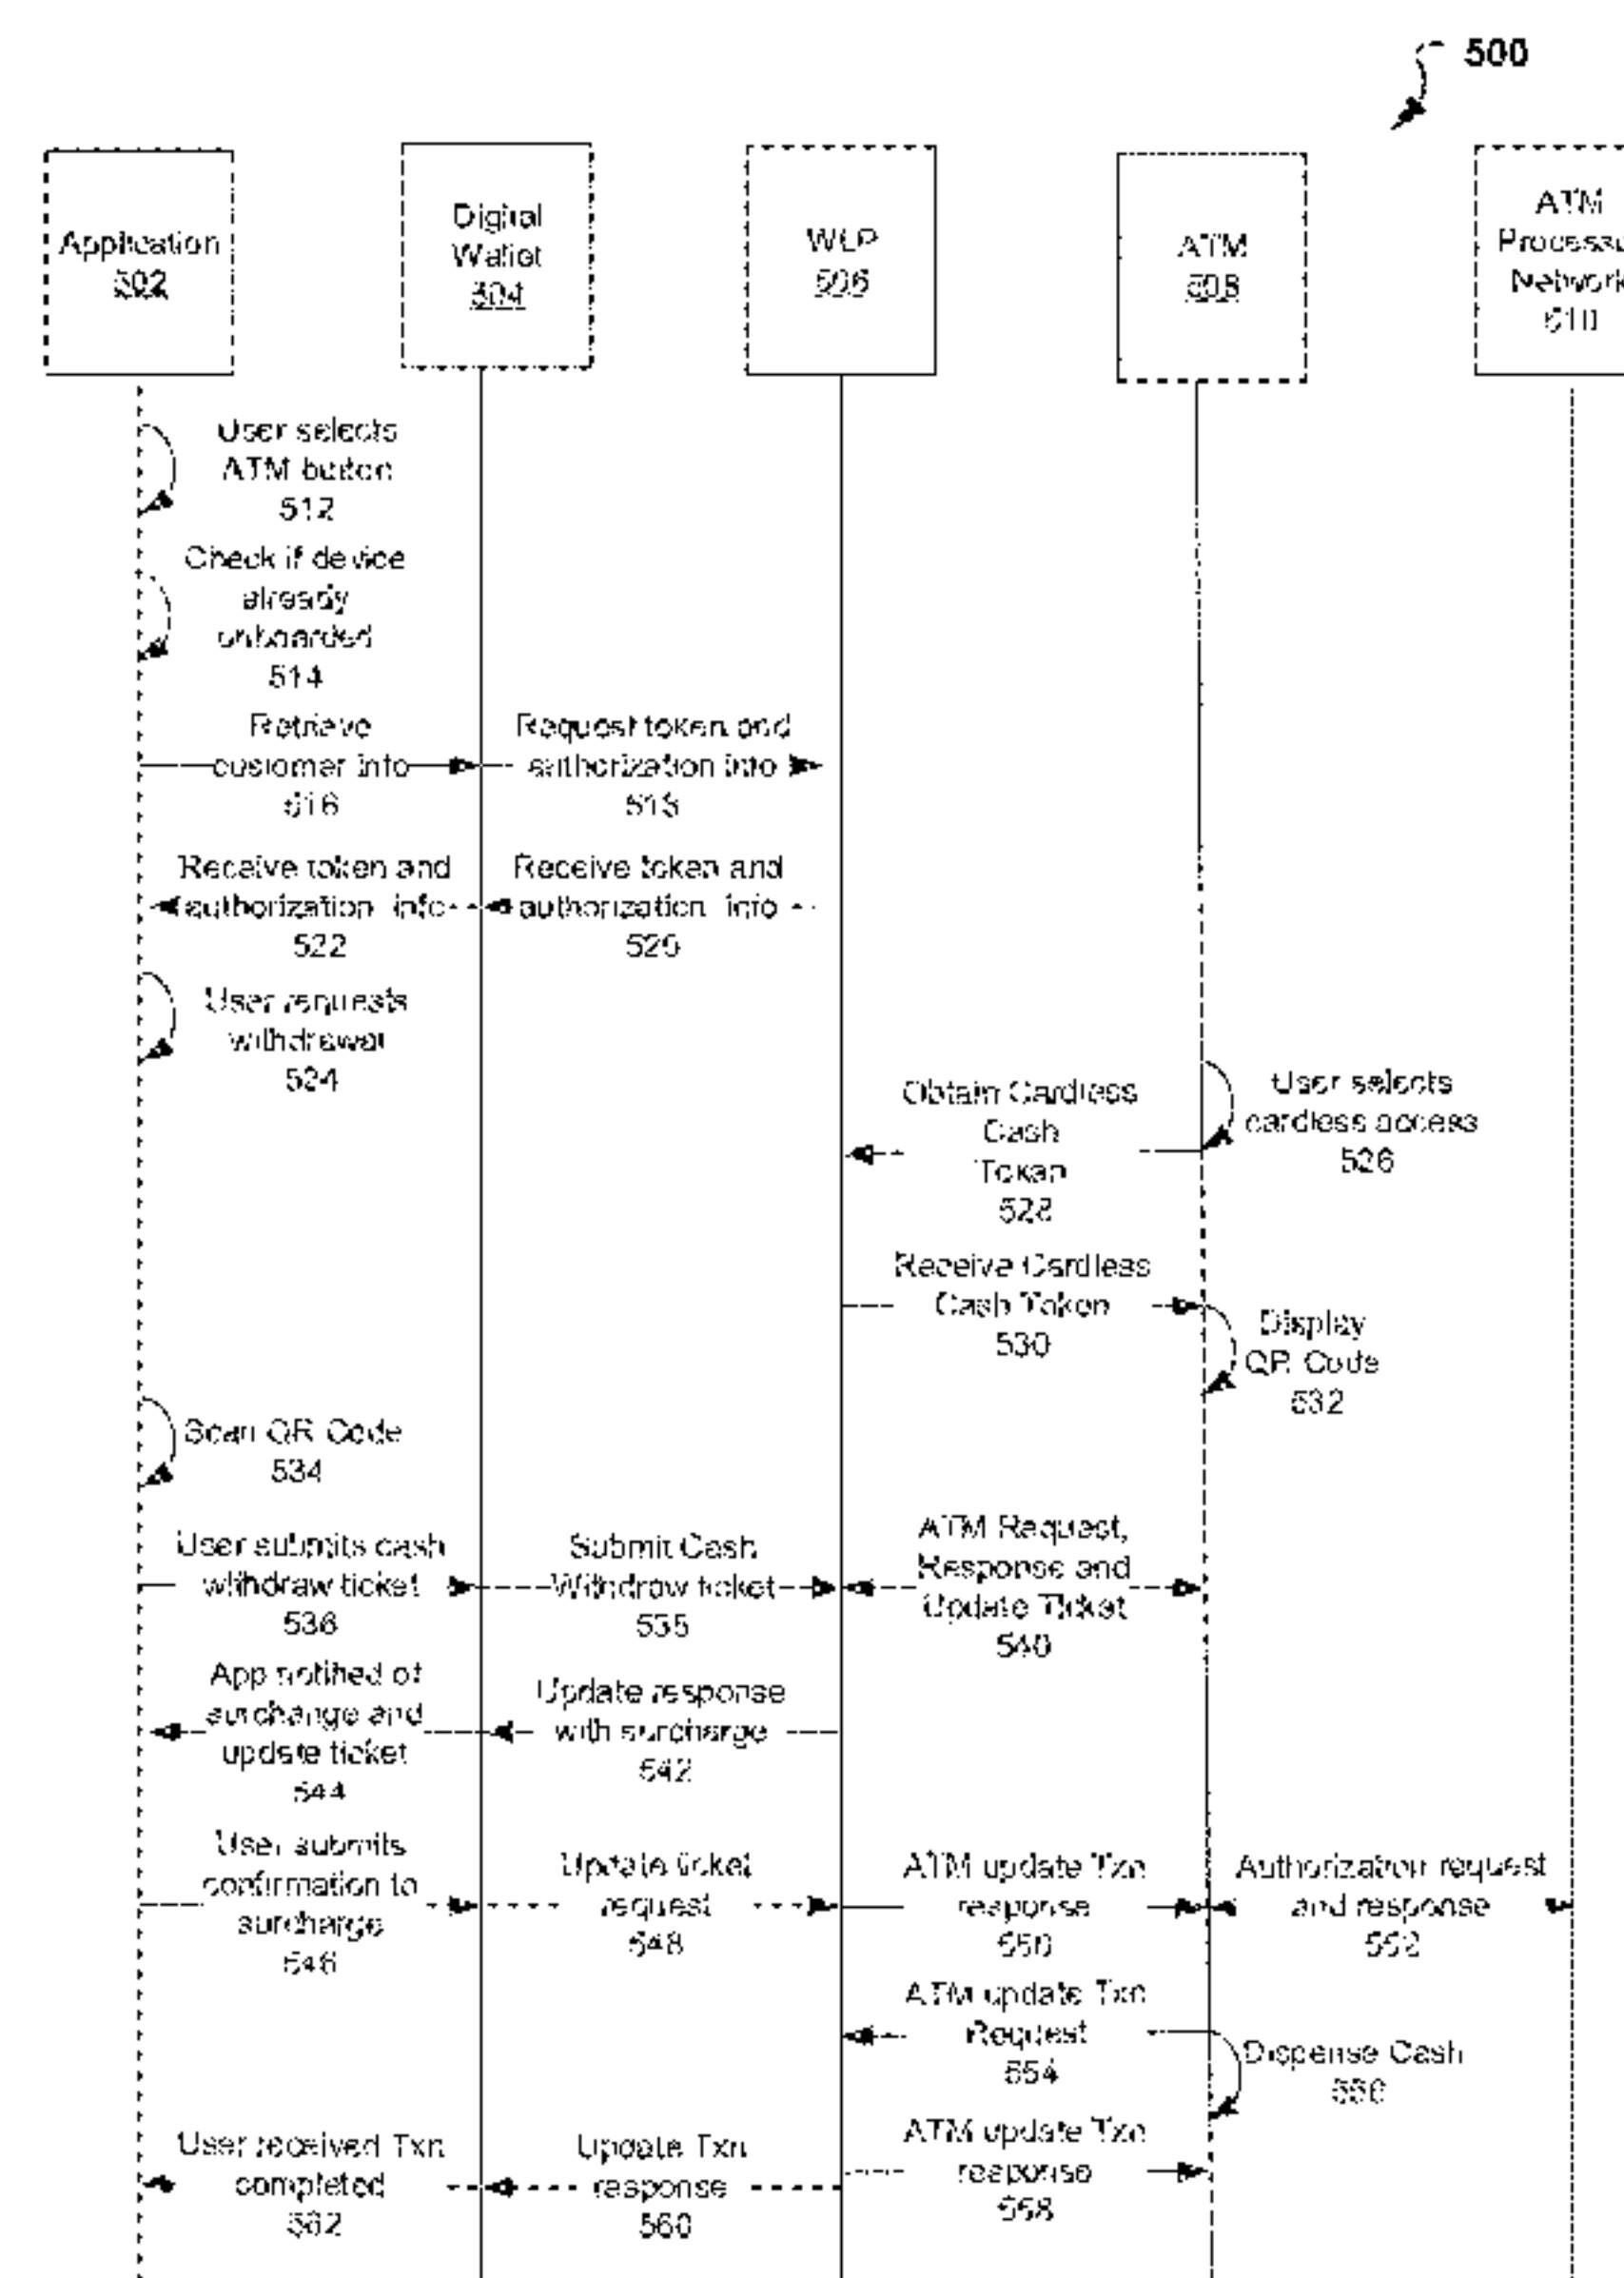 500
Application
502
Digital
Wallet
504
WLP
506
ATM
508
ATM
Network
510
User selects
ATM button
512
Check if device
already
onboarded
514
Retrieve
customer info
516
Request token and
authorization info
518
Receive token and
authorization info
522
Receive token and
authorization info
520
User requests
withdrawal
524
User selects
cardless access
526
Obtain Cardless
Cash
Token
528
Receive Cardless
Cash Token
530
Display
QR Code
532
Scan QR Code
534
User submits cash
withdraw ticket
536
Submit Cash
Withdraw ticket
538
ATM Request,
Response and
Update Ticket
540
App notified of
surcharge and
update ticket
544
Update response
with surcharge
542
User submits
confirmation to
surcharge
546
Update ticket
request
548
ATM update Txn
response
550
Authorization request
and response
552
ATM update Txn
Request
554
Dispense Cash
556
ATM update Txn
response
558
User received Txn
completed
562
Update Txn
response
560